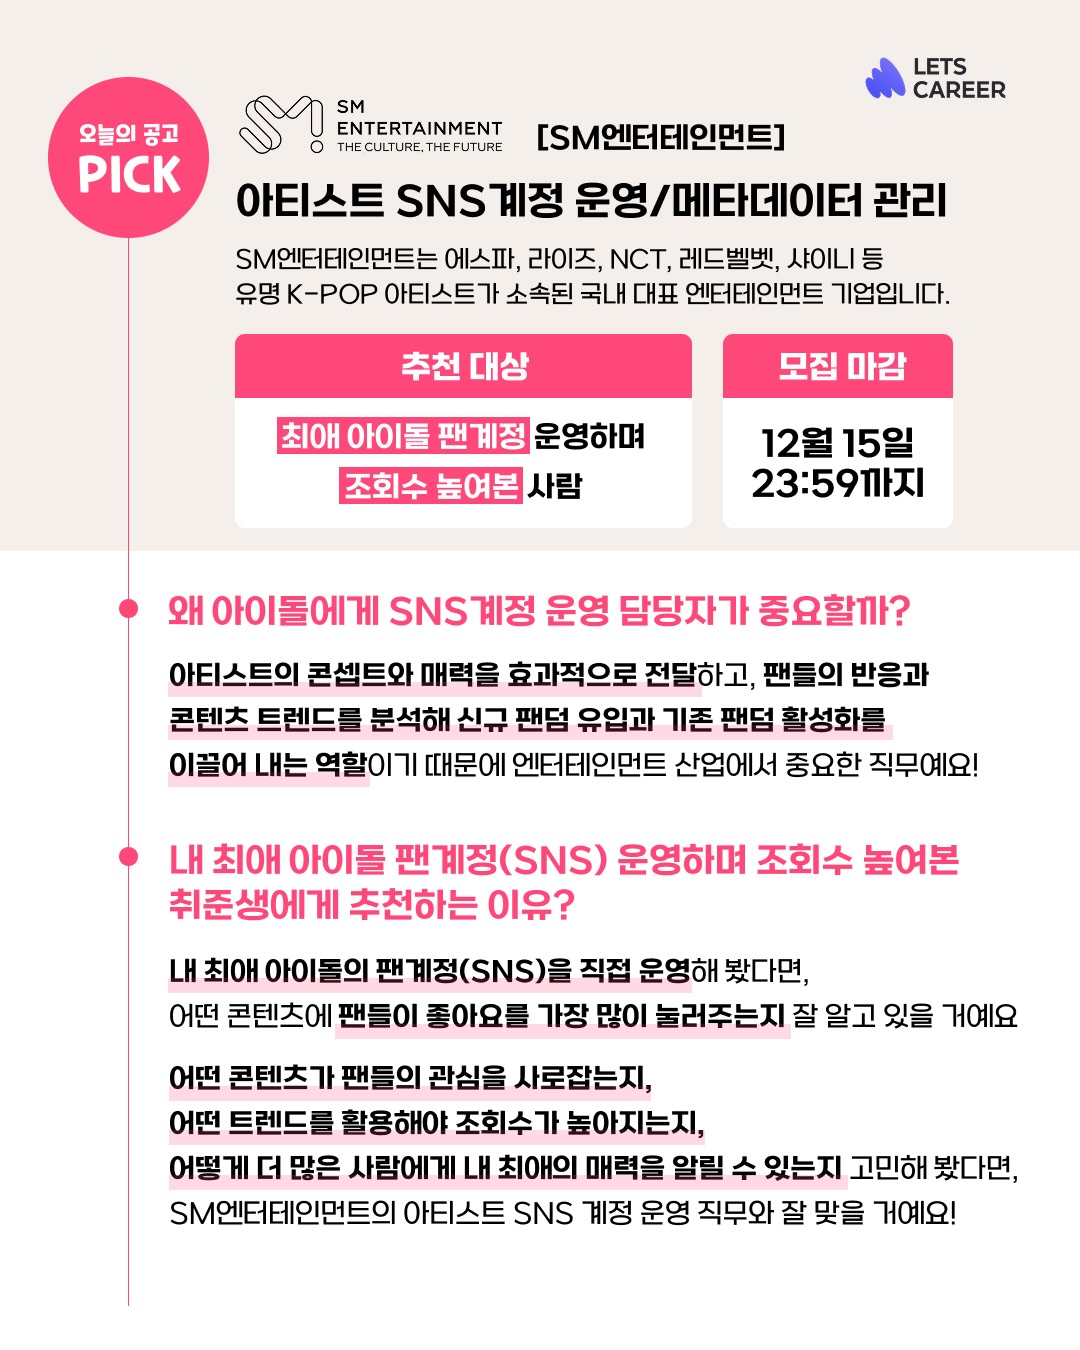 LETS
CAREER
오늘의 공고
PICK
SM
ENTERTAINMENT
THE CULTURE, THE FUTURE
[SM엔터테인먼트]
아티스트 SNS계정 운영/메타데이터 관리
SM엔터테인먼트는 에스파, 라이즈, NCT, 레드벨벳, 샤이니 등
유명 K-POP 아티스트가 소속된 국내 대표 엔터테인먼트 기업입니다.
추천 대상
최애 아이돌 팬계정 운영하며
조회수 높여본 사람
모집 마감
12월 15일
23:59까지
왜 아이돌에게 SNS계정 운영 담당자가 중요할까?
아티스트의 콘셉트와 매력을 효과적으로 전달하고, 팬들의 반응과
콘텐츠 트렌드를 분석해 신규 팬덤 유입과 기존 팬덤 활성화를
이끌어 내는 역할이기 때문에 엔터테인먼트 산업에서 중요한 직무예요!
내 최애 아이돌 팬계정(SNS) 운영하며 조회수 높여본
취준생에게 추천하는 이유?
내 최애 아이돌의 팬계정(SNS)을 직접 운영해 봤다면,
어떤 콘텐츠에 팬들이 좋아요를 가장 많이 눌러주는지 잘 알고 있을 거예요
어떤 콘텐츠가 팬들의 관심을 사로잡는지,
어떤 트렌드를 활용해야 조회수가 높아지는지,
어떻게 더 많은 사람에게 내 최애의 매력을 알릴 수 있는지 고민해 봤다면,
SM엔터테인먼트의 아티스트 SNS 계정 운영 직무와 잘 맞을 거예요!